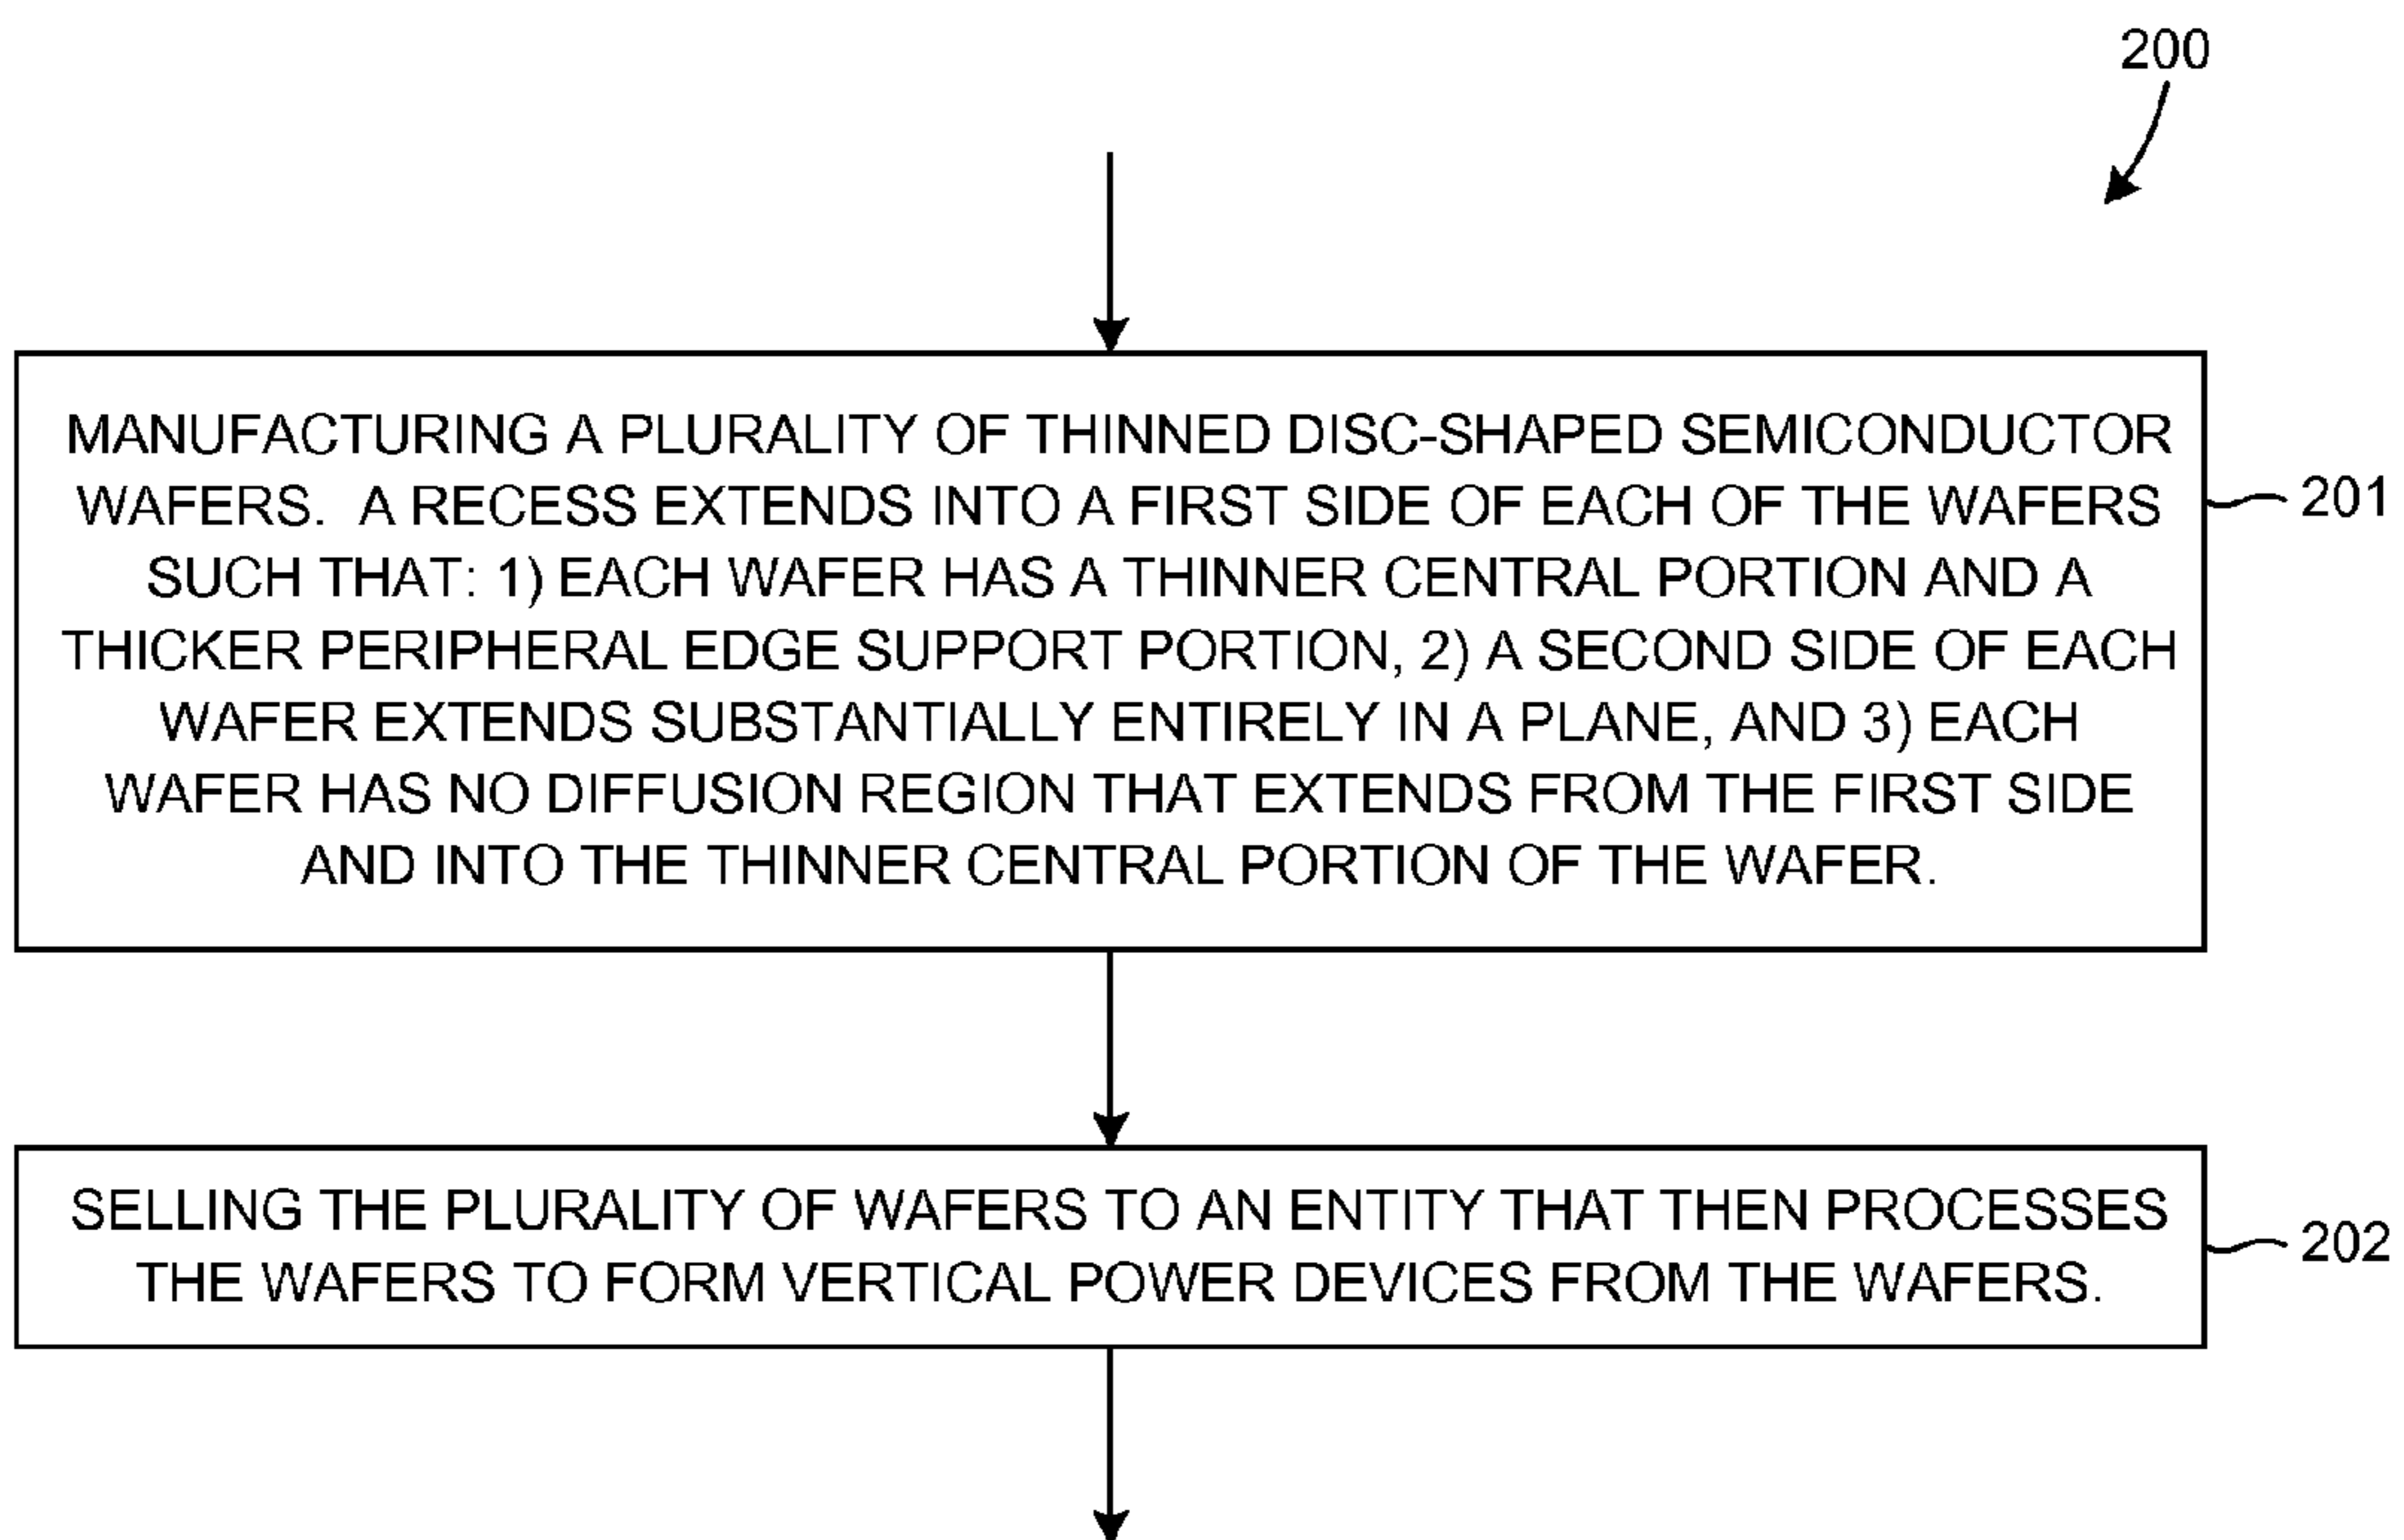 200
MANUFACTURING A PLURALITY OF THINNED DISC-SHAPED SEMICONDUCTOR
WAFERS. A RECESS EXTENDS INTO A FIRST SIDE OF EACH OF THE WAFERS
SUCH THAT: 1) EACH WAFER HAS A THINNER CENTRAL PORTION AND A
THICKER PERIPHERAL EDGE SUPPORT PORTION, 2) A SECOND SIDE OF EACH
WAFER EXTENDS SUBSTANTIALLY ENTIRELY IN A PLANE, AND 3) EACH
WAFER HAS NO DIFFUSION REGION THAT EXTENDS FROM THE FIRST SIDE
AND INTO THE THINNER CENTRAL PORTION OF THE WAFER.
201
SELLING THE PLURALITY OF WAFERS TO AN ENTITY THAT THEN PROCESSES
THE WAFERS TO FORM VERTICAL POWER DEVICES FROM THE WAFERS.
202